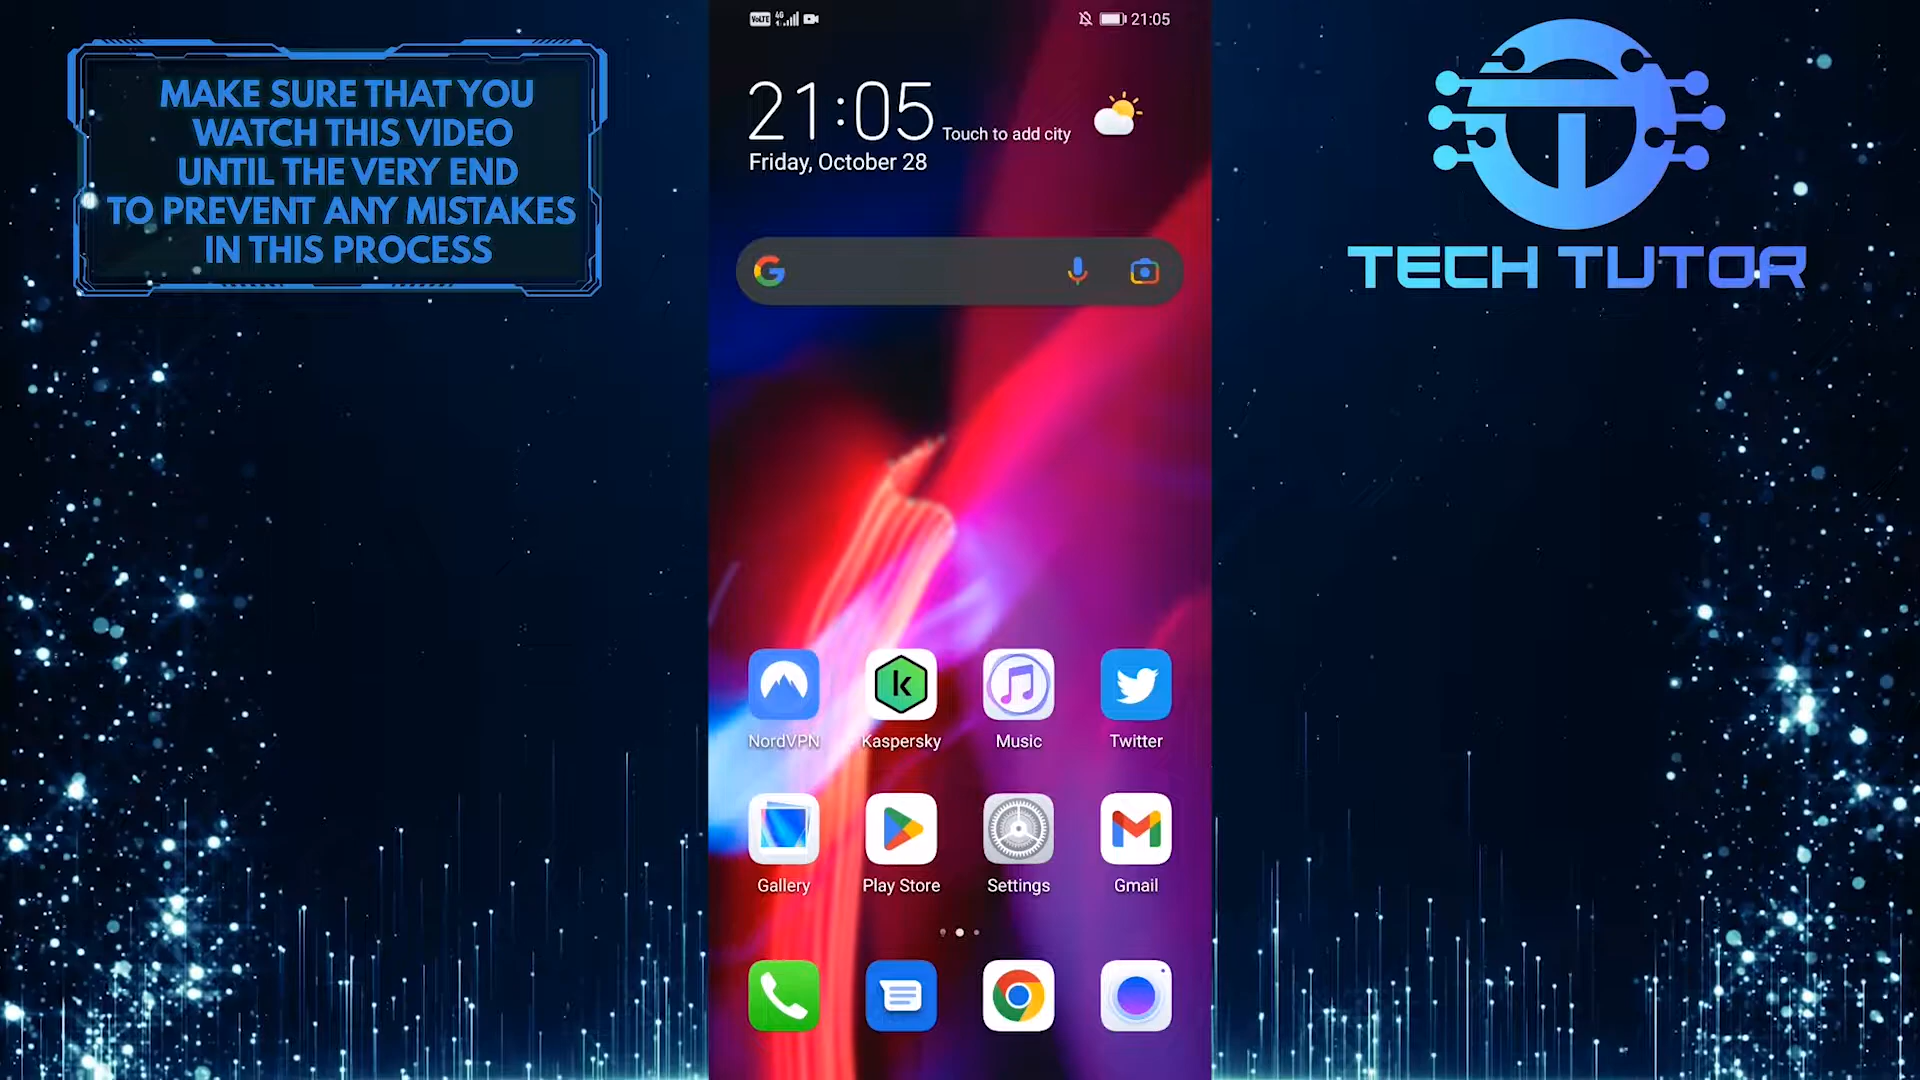 MAKE SURE THAT YOU
WATCH THIS VIDEO
UNTIL THE VERY END
TO PREVENT ANY MISTAKES
IN THIS PROCESS
VoLTE 4G 21:05
21:05 Touch to add city
Friday, October 28
TECH TUTOR
NordVPN Kaspersky Music Twitter
Gallery Play Store Settings Gmail